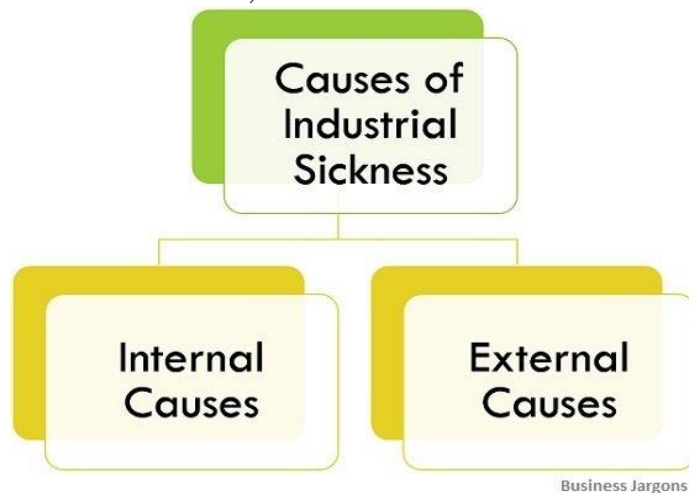 Causes of
Industrial
Sickness
Internal
Causes
External
Causes
Business Jargons